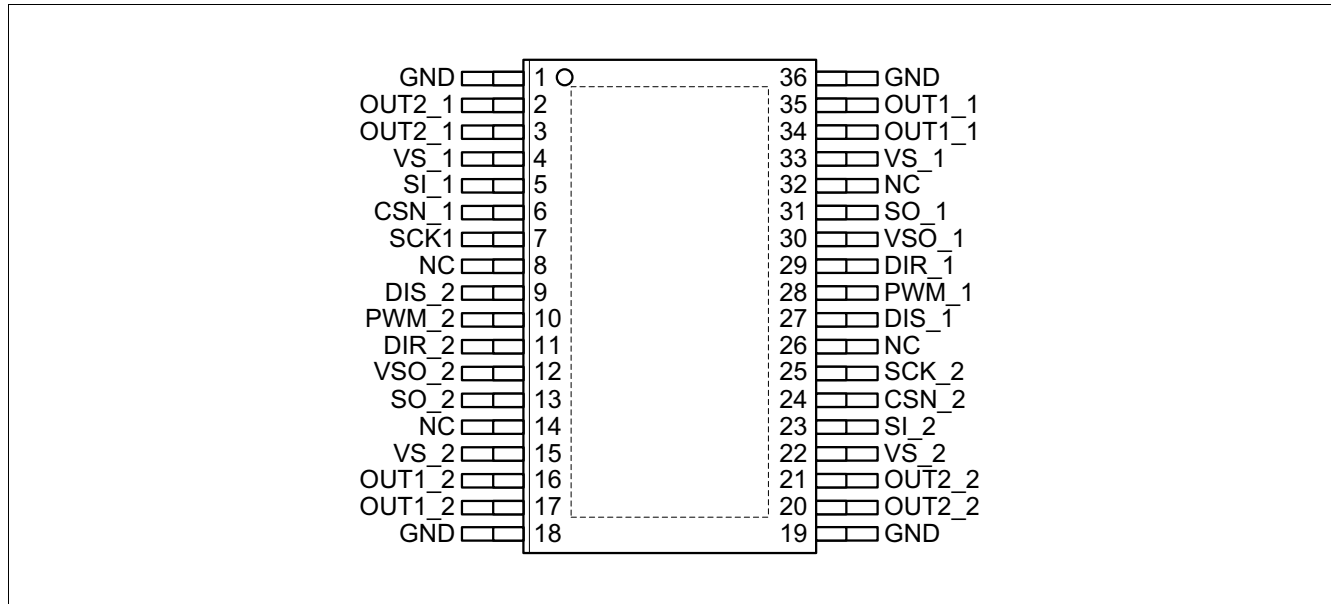 GND 1 36 GND
OUT2_1 2 35 OUT1_1
OUT2_1 3 34 OUT1_1
VS_1 4 33 VS_1
SI_1 5 32 NC
CSN_1 6 31 SO_1
SCK1 7 30 VSO_1
NC 8 29 DIR_1
DIS_2 9 28 PWM_1
PWM_2 10 27 DIS_1
DIR_2 11 26 NC
VSO_2 12 25 SCK_2
SO_2 13 24 CSN_2
NC 14 23 SI_2
VS_2 15 22 VS_2
OUT1_2 16 21 OUT2_2
OUT1_2 17 20 OUT2_2
GND 18 19 GND